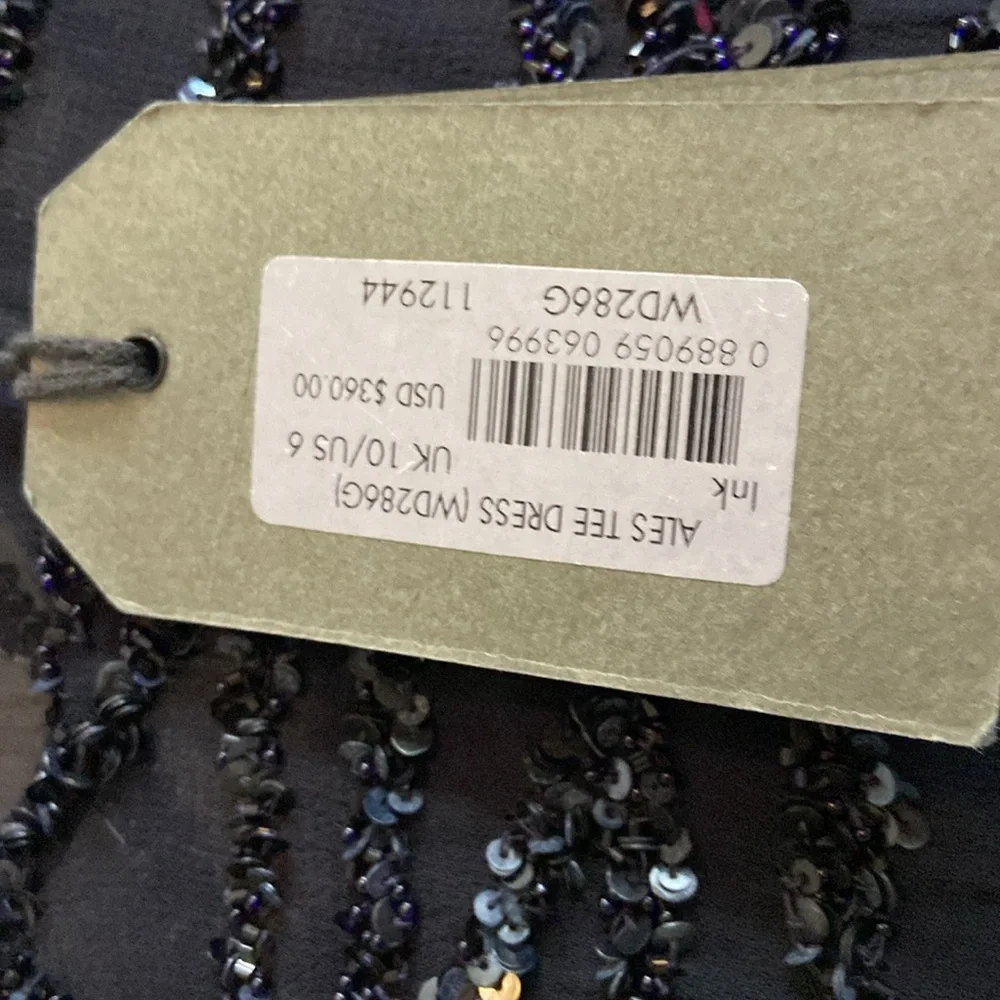 ALES TEE DRESS (WD286G)
Ink
UK 10/US 6
USD $360.00
0 889059 063996
WD286G 112944